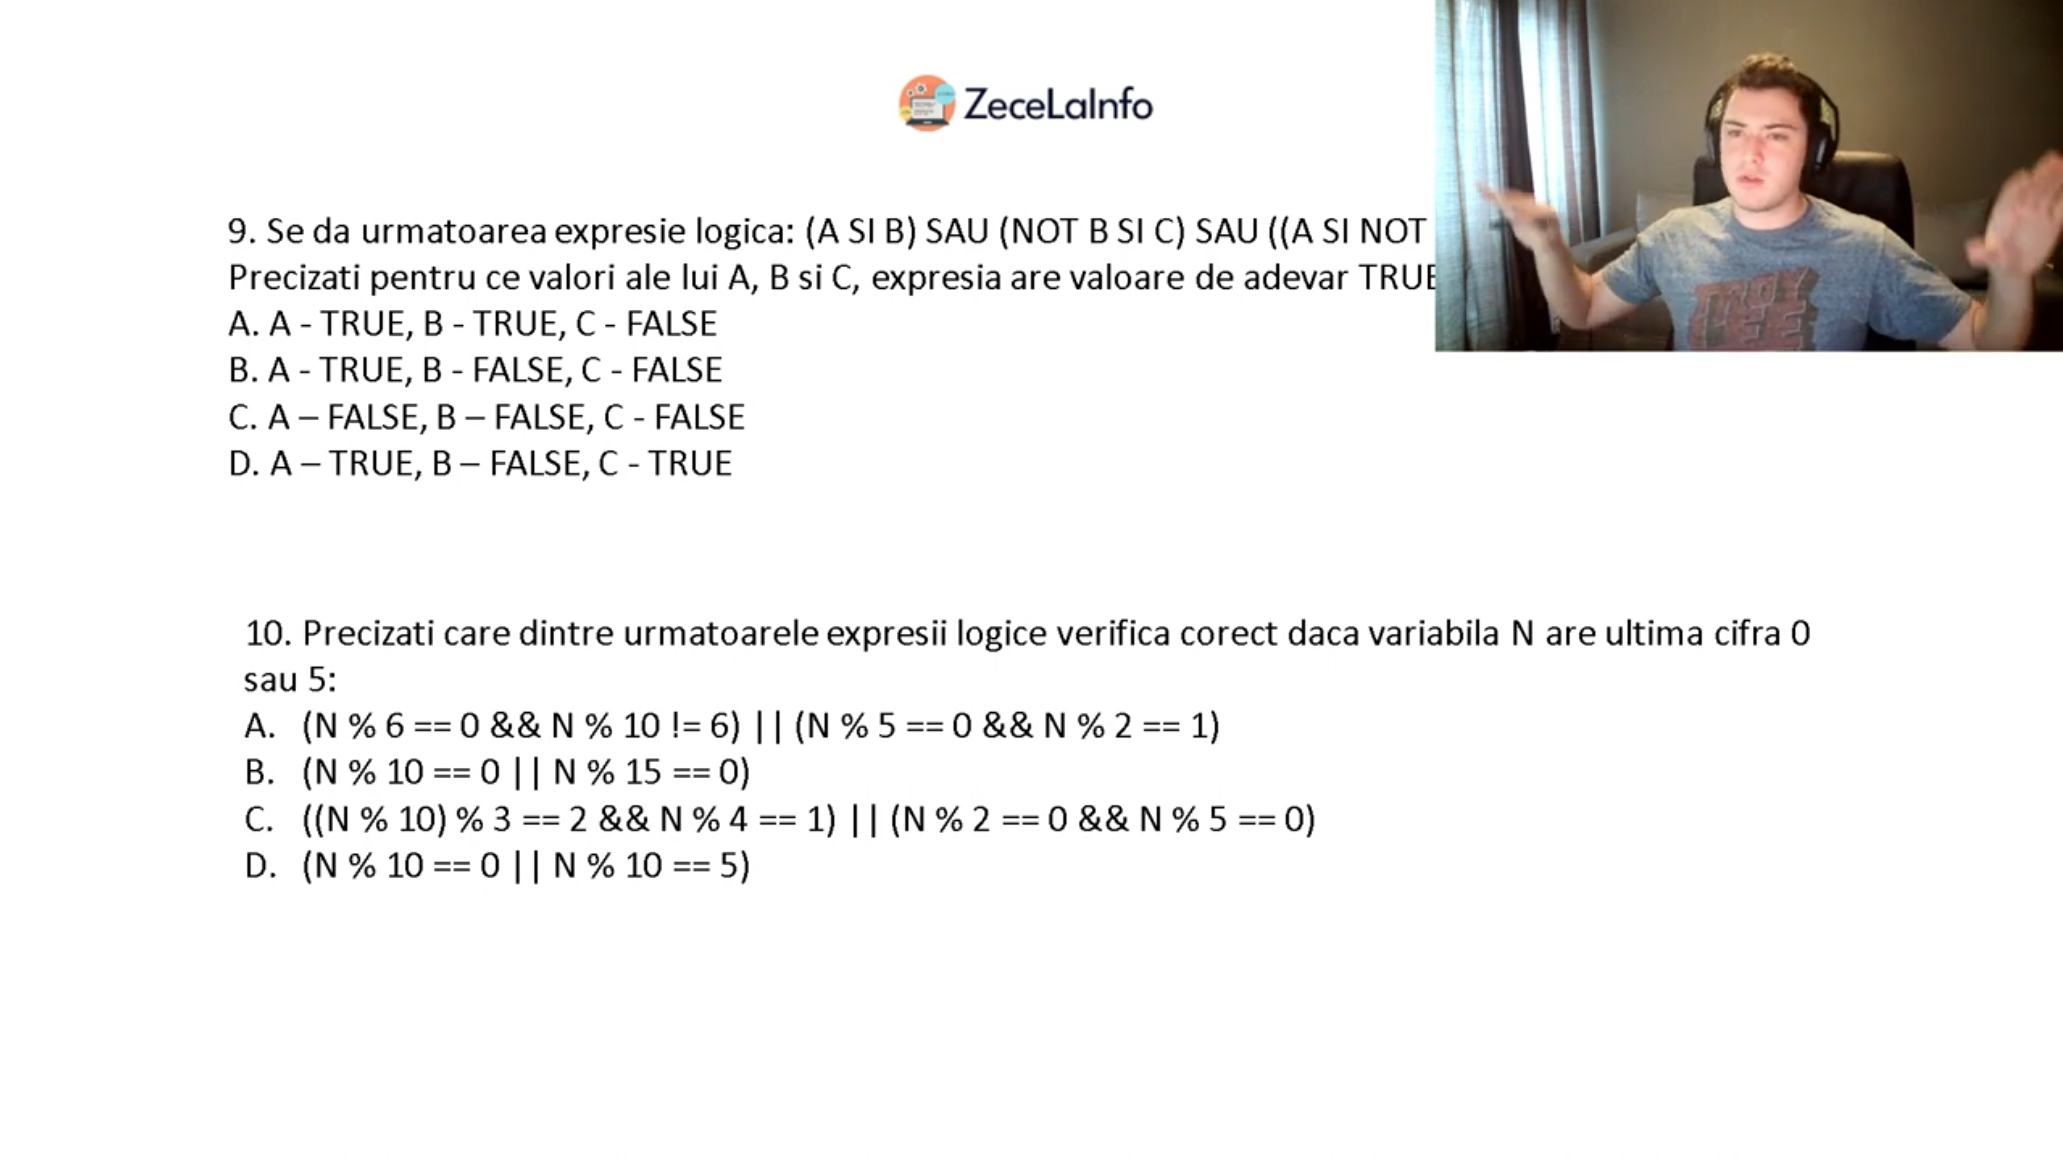 ZeceLaInfo
9. Se da urmatoarea expresie logica: (A SI B) SAU (NOT B SI C) SAU ((A SI NOT
Precizati pentru ce valori ale lui A, B si C, expresia are valoare de adevar TRUE
A. A - TRUE, B - TRUE, C - FALSE
B. A - TRUE, B - FALSE, C - FALSE
C. A – FALSE, B – FALSE, C - FALSE
D. A – TRUE, B – FALSE, C - TRUE
10. Precizati care dintre urmatoarele expresii logice verifica corect daca variabila N are ultima cifra 0
sau 5:
A. (N % 6 == 0 && N % 10 != 6) || (N % 5 == 0 && N % 2 == 1)
B. (N % 10 == 0 || N % 15 == 0)
C. ((N % 10) % 3 == 2 && N % 4 == 1) || (N % 2 == 0 && N % 5 == 0)
D. (N % 10 == 0 || N % 10 == 5)